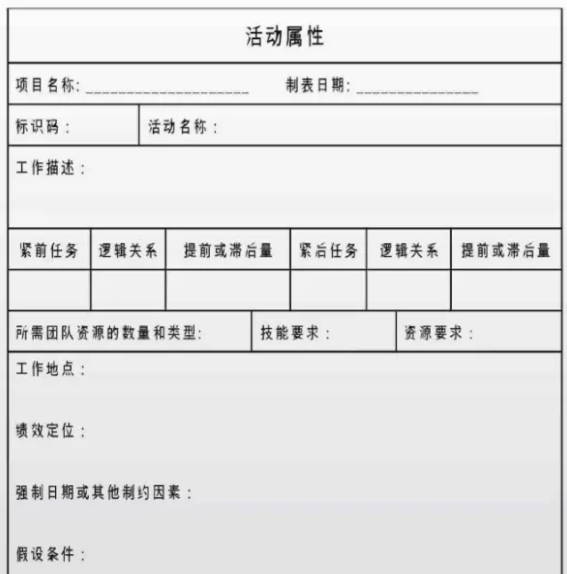 活动属性
项目名称: ____________________ 制表日期: _______________
标识码： 活动名称：
工作描述：
紧前任务 逻辑关系 提前或滞后量 紧后任务 逻辑关系 提前或滞后量
所需团队资源的数量和类型: 技能要求： 资源要求：
工作地点：
绩效定位：
强制日期或其他制约因素：
假设条件：